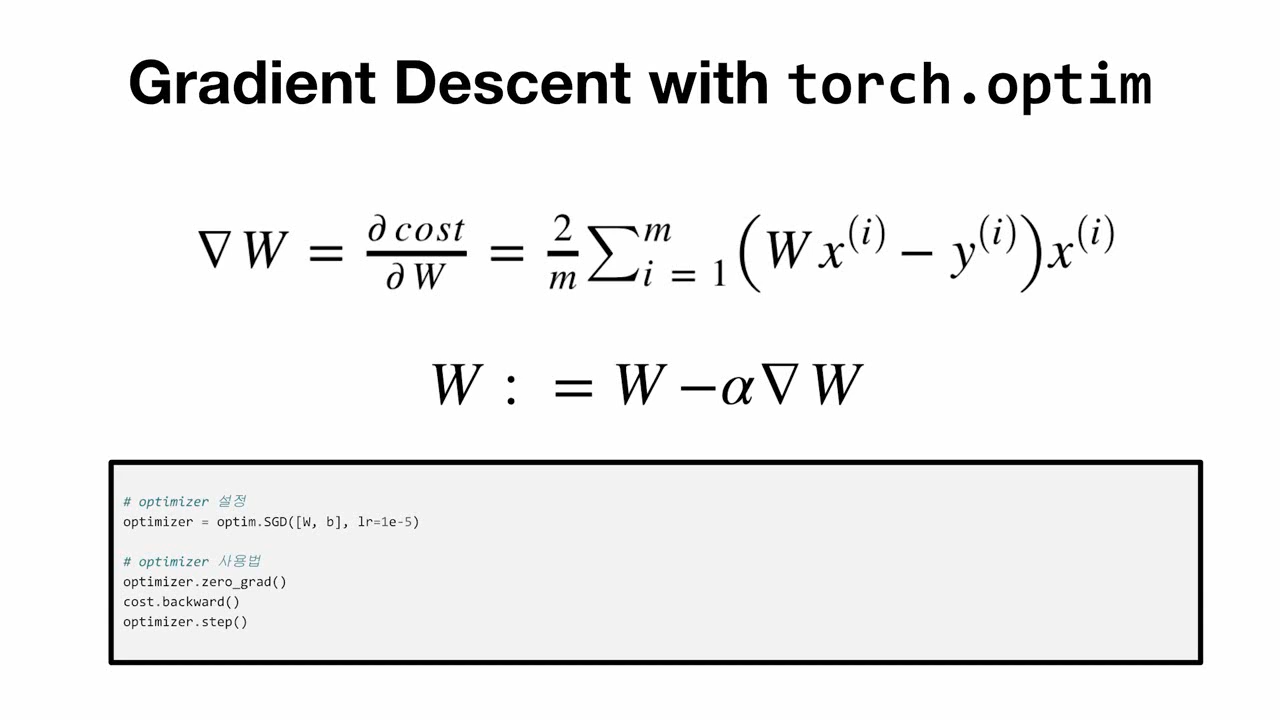 Gradient Descent with torch.optim
∇W = ∂cost/∂W = 2/m ∑_{i = 1}^{m} (Wx^{(i)} − y^{(i)})x^{(i)}
W : = W − α∇W
# optimizer 설정
optimizer = optim.SGD([W, b], lr=1e-5)
# optimizer 사용법
optimizer.zero_grad()
cost.backward()
optimizer.step()